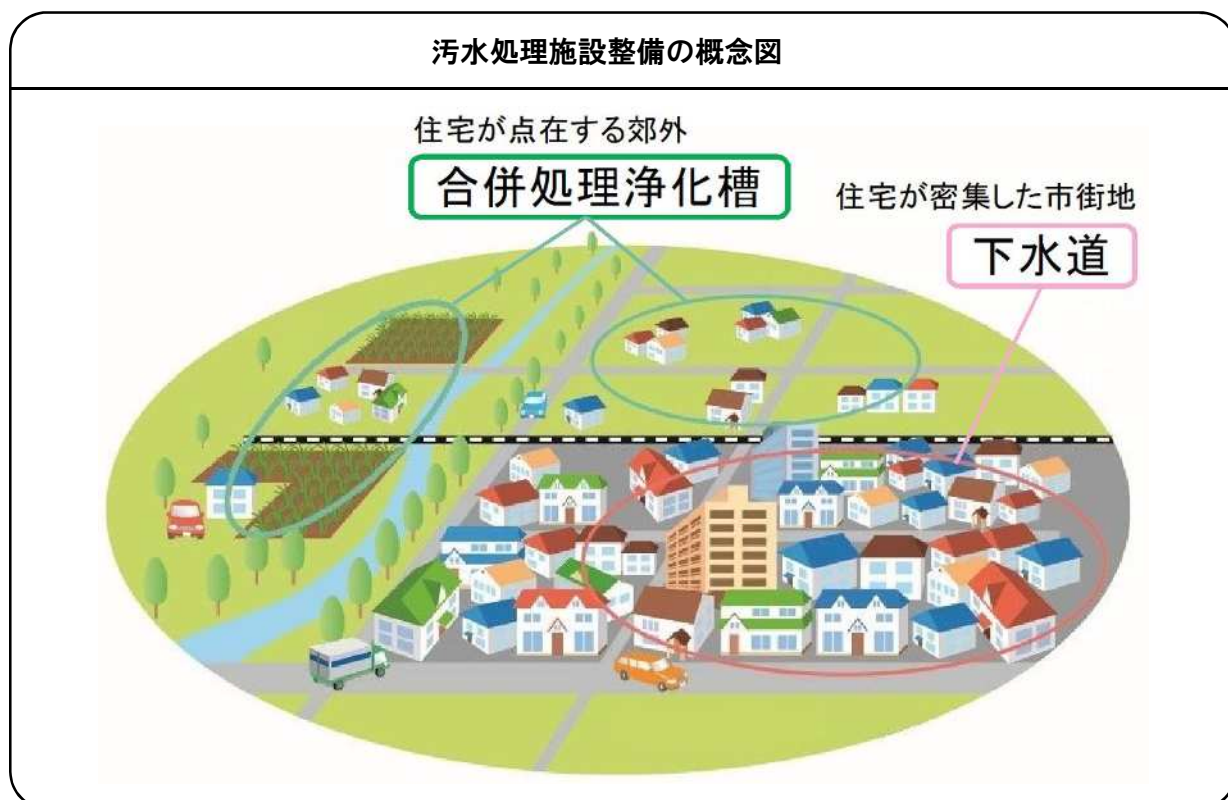 汚水処理施設整備の概念図
住宅が点在する郊外
合併処理浄化槽
住宅が密集した市街地
下水道